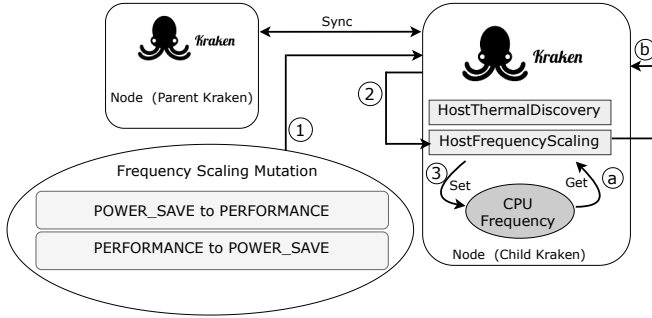 Kraken
Node (Parent Kraken)
Sync
Kraken
b
2
1
HostThermalDiscovery
HostFrequencyScaling
3
Set
Get
a
CPU
Frequency
Node (Child Kraken)
Frequency Scaling Mutation
POWER_SAVE to PERFORMANCE
PERFORMANCE to POWER_SAVE